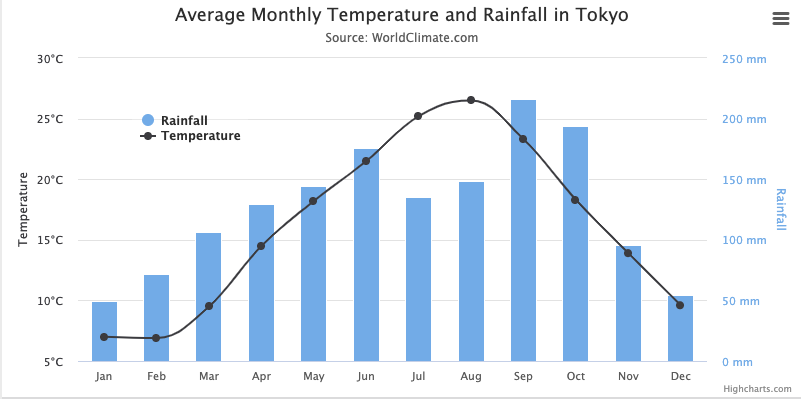 Average Monthly Temperature and Rainfall in Tokyo
Source: WorldClimate.com
30°C
25°C
20°C
15°C
10°C
5°C
Temperature
250 mm
200 mm
150 mm
100 mm
50 mm
0 mm
Rainfall
Rainfall
Temperature
Jan Feb Mar Apr May Jun Jul Aug Sep Oct Nov Dec
Highcharts.com